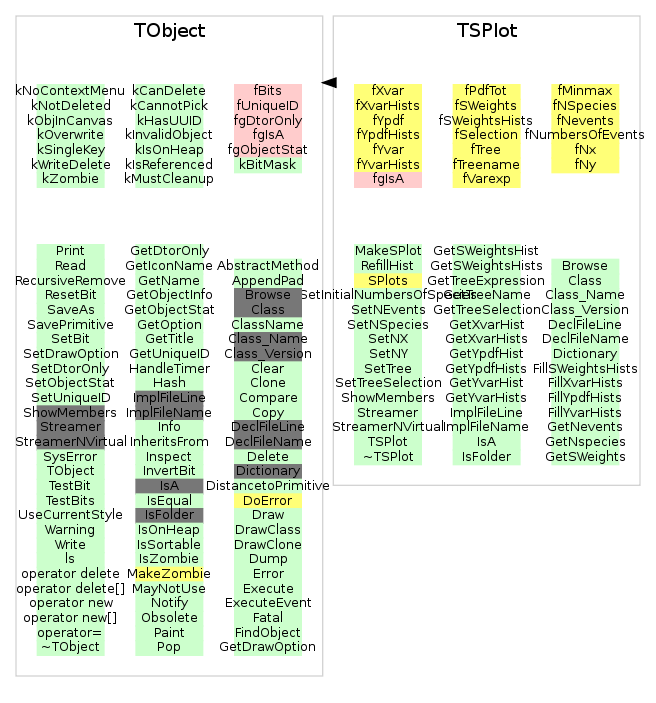 TObject
kNoContextMenu
kNotDeleted
kObjInCanvas
kOverwrite
kSingleKey
kWriteDelete
kZombie
kCanDelete
kCannotPick
kHasUUID
kInvalidObject
kIsOnHeap
kIsReferenced
kMustCleanup
fBits
fUniqueID
fgDtorOnly
fgIsA
fgObjectStat
kBitMask
Print
Read
RecursiveRemove
ResetBit
SaveAs
SavePrimitive
SetBit
SetDrawOption
SetDtorOnly
SetObjectStat
SetUniqueID
ShowMembers
Streamer
StreamerNVirtual
SysError
TObject
TestBit
TestBits
UseCurrentStyle
Warning
Write
ls
operator delete
operator delete[]
operator new
operator new[]
operator=
~TObject
GetDtorOnly
GetIconName
GetName
GetObjectInfo
GetObjectStat
GetOption
GetTitle
GetUniqueID
HandleTimer
Hash
ImplFileLine
ImplFileName
Info
InheritsFrom
Inspect
InvertBit
IsA
IsEqual
IsFolder
IsOnHeap
IsSortable
IsZombie
MakeZombie
MayNotUse
Notify
Obsolete
Paint
Pop
AbstractMethod
AppendPad
Browse
Class
ClassName
Class_Name
Class_Version
Clear
Clone
Compare
Copy
DeclFileLine
DeclFileName
Delete
Dictionary
DistancetoPrimitive
DoError
Draw
DrawClass
DrawClone
Dump
Error
Execute
ExecuteEvent
Fatal
FindObject
GetDrawOption
TSPlot
fXvar
fXvarHists
fYpdf
fYpdfHists
fYvar
fYvarHists
fgIsA
fPdfTot
fSWeights
fSWeightsHists
fSelection
fTree
fTreename
fVarexp
fMinmax
fNSpecies
fNevents
fNumbersOfEvents
fNx
fNy
MakeSPlot
RefillHist
SPlots
SetInitialNumbersOfSpecies
SetNEvents
SetNSpecies
SetNX
SetNY
SetTree
SetTreeSelection
ShowMembers
Streamer
StreamerNVirtual
TSPlot
~TSPlot
GetSWeightsHist
GetSWeightsHists
GetTreeExpression
GetTreeName
GetTreeSelection
GetXvarHist
GetXvarHists
GetYpdfHist
GetYpdfHists
GetYvarHist
GetYvarHists
ImplFileLine
ImplFileName
IsA
IsFolder
Browse
Class
Class_Name
Class_Version
DeclFileLine
DeclFileName
Dictionary
FillSWeightsHists
FillXvarHists
FillYpdfHists
FillYvarHists
GetNevents
GetNspecies
GetSWeights